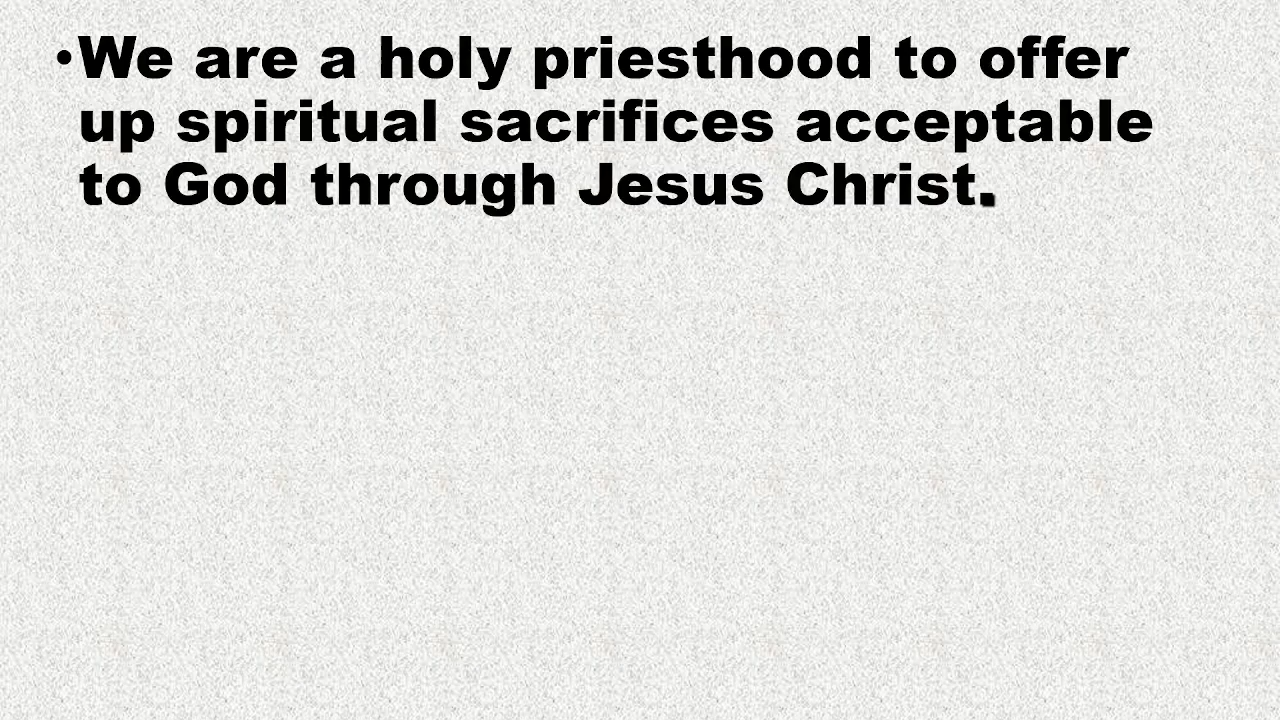 •We are a holy priesthood to offer
up spiritual sacrifices acceptable
to God through Jesus Christ.